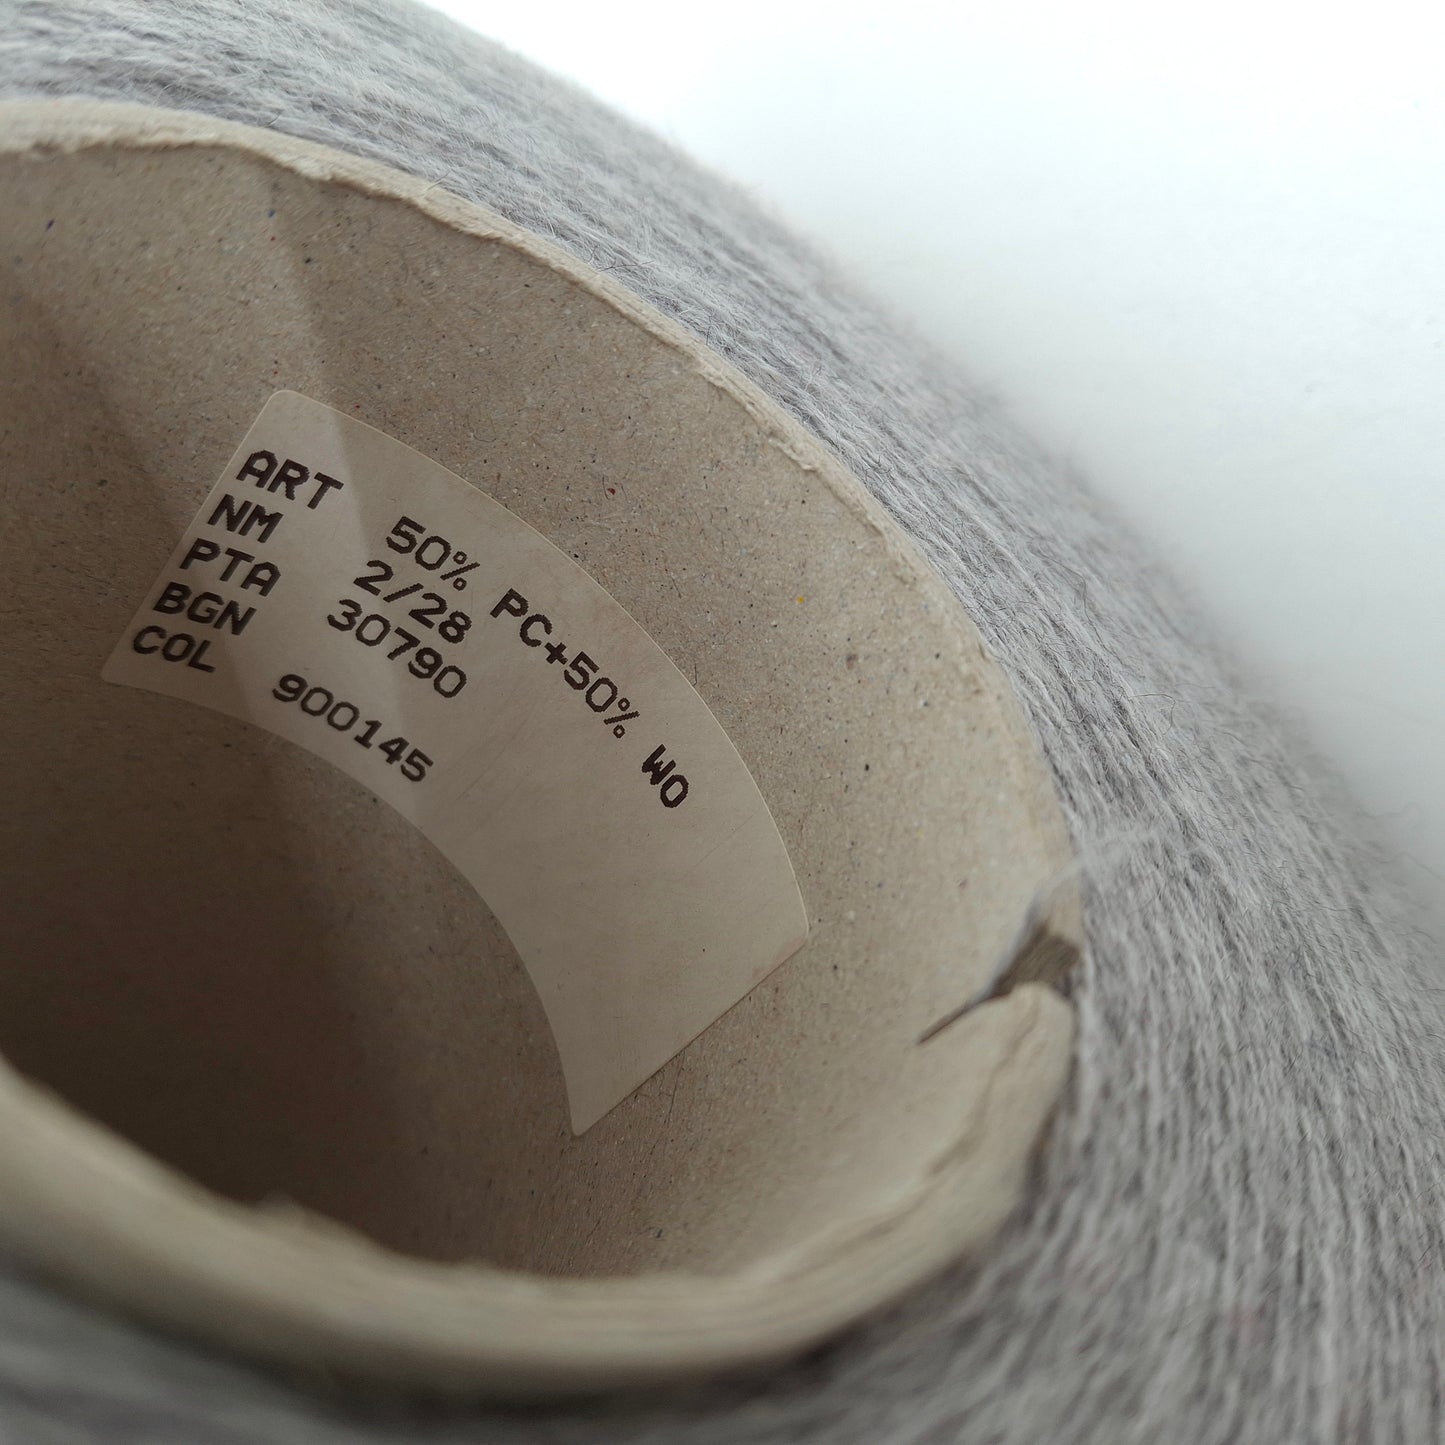 ART 50% PC+50% WO
NM 2/28
PTA 30790
BGN
COL 900145